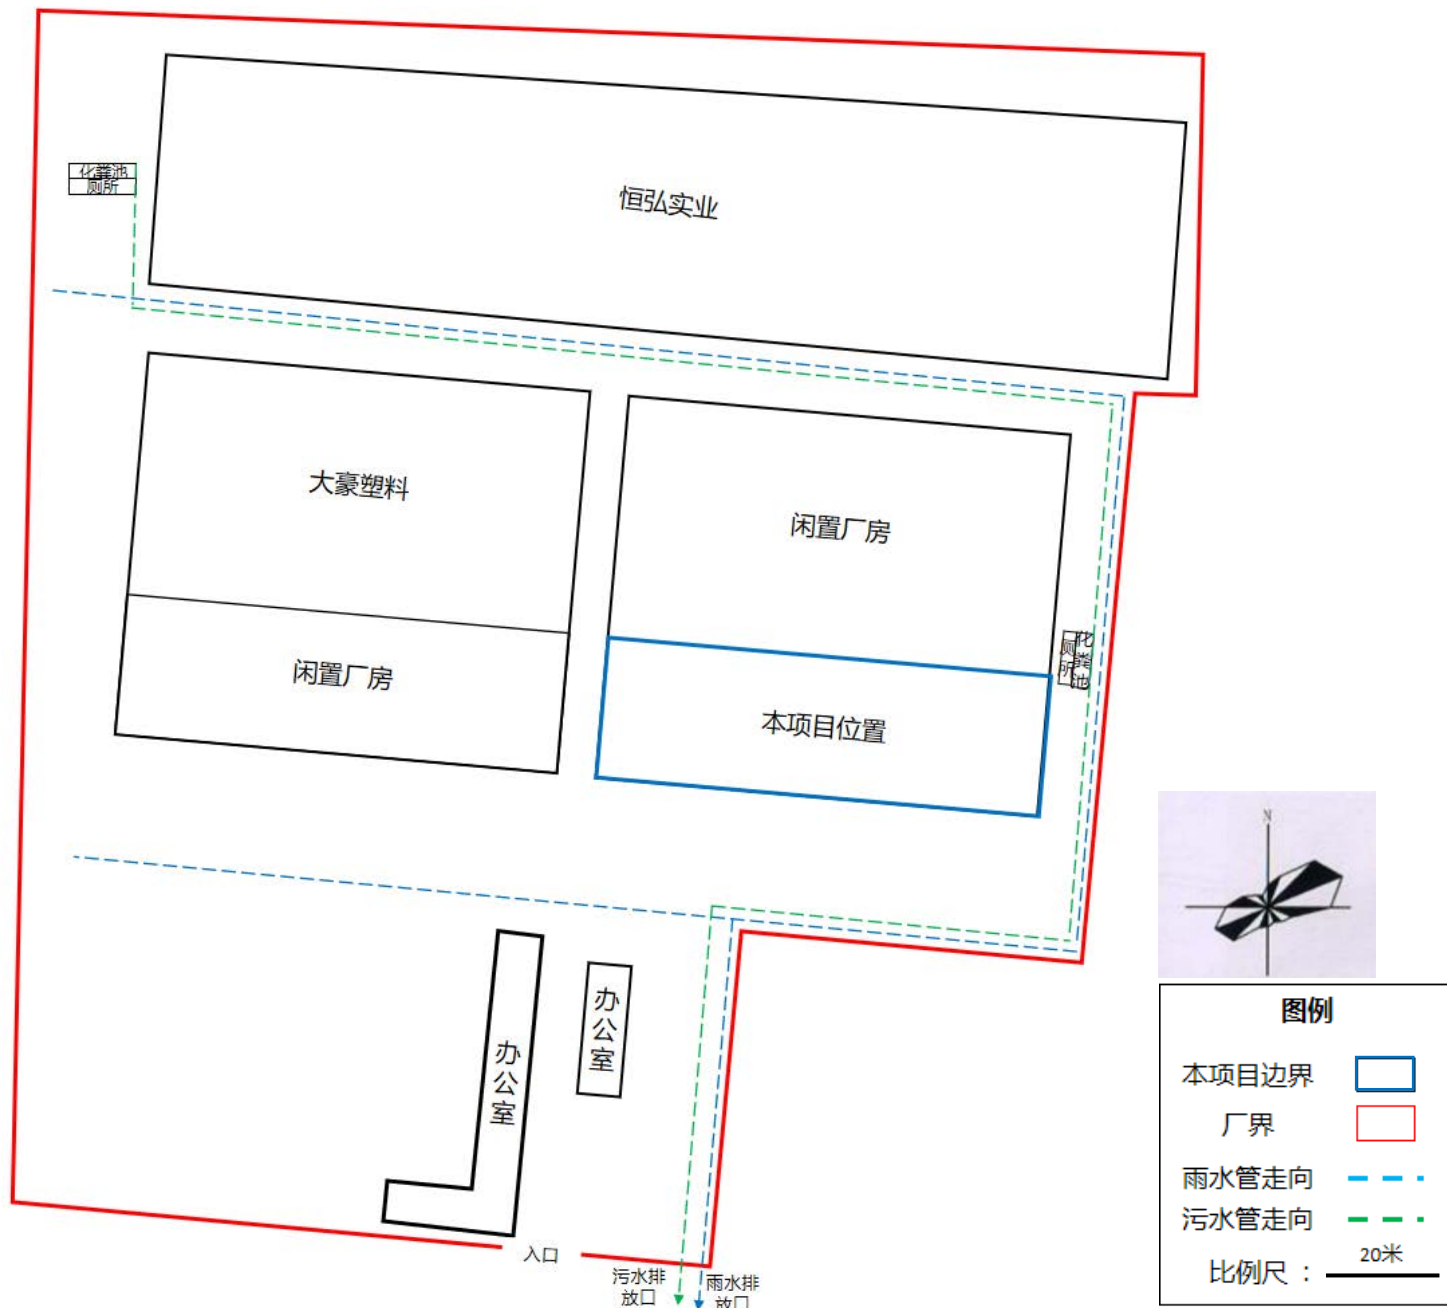 恒弘实业
化粪池
厕所
大豪塑料
闲置厂房
闲置厂房
化粪池
厕所
本项目位置
办公室
办公室
入口
污水排
放口
雨水排
放口
N
图例
本项目边界
厂界
雨水管走向
污水管走向
比例尺：
20米